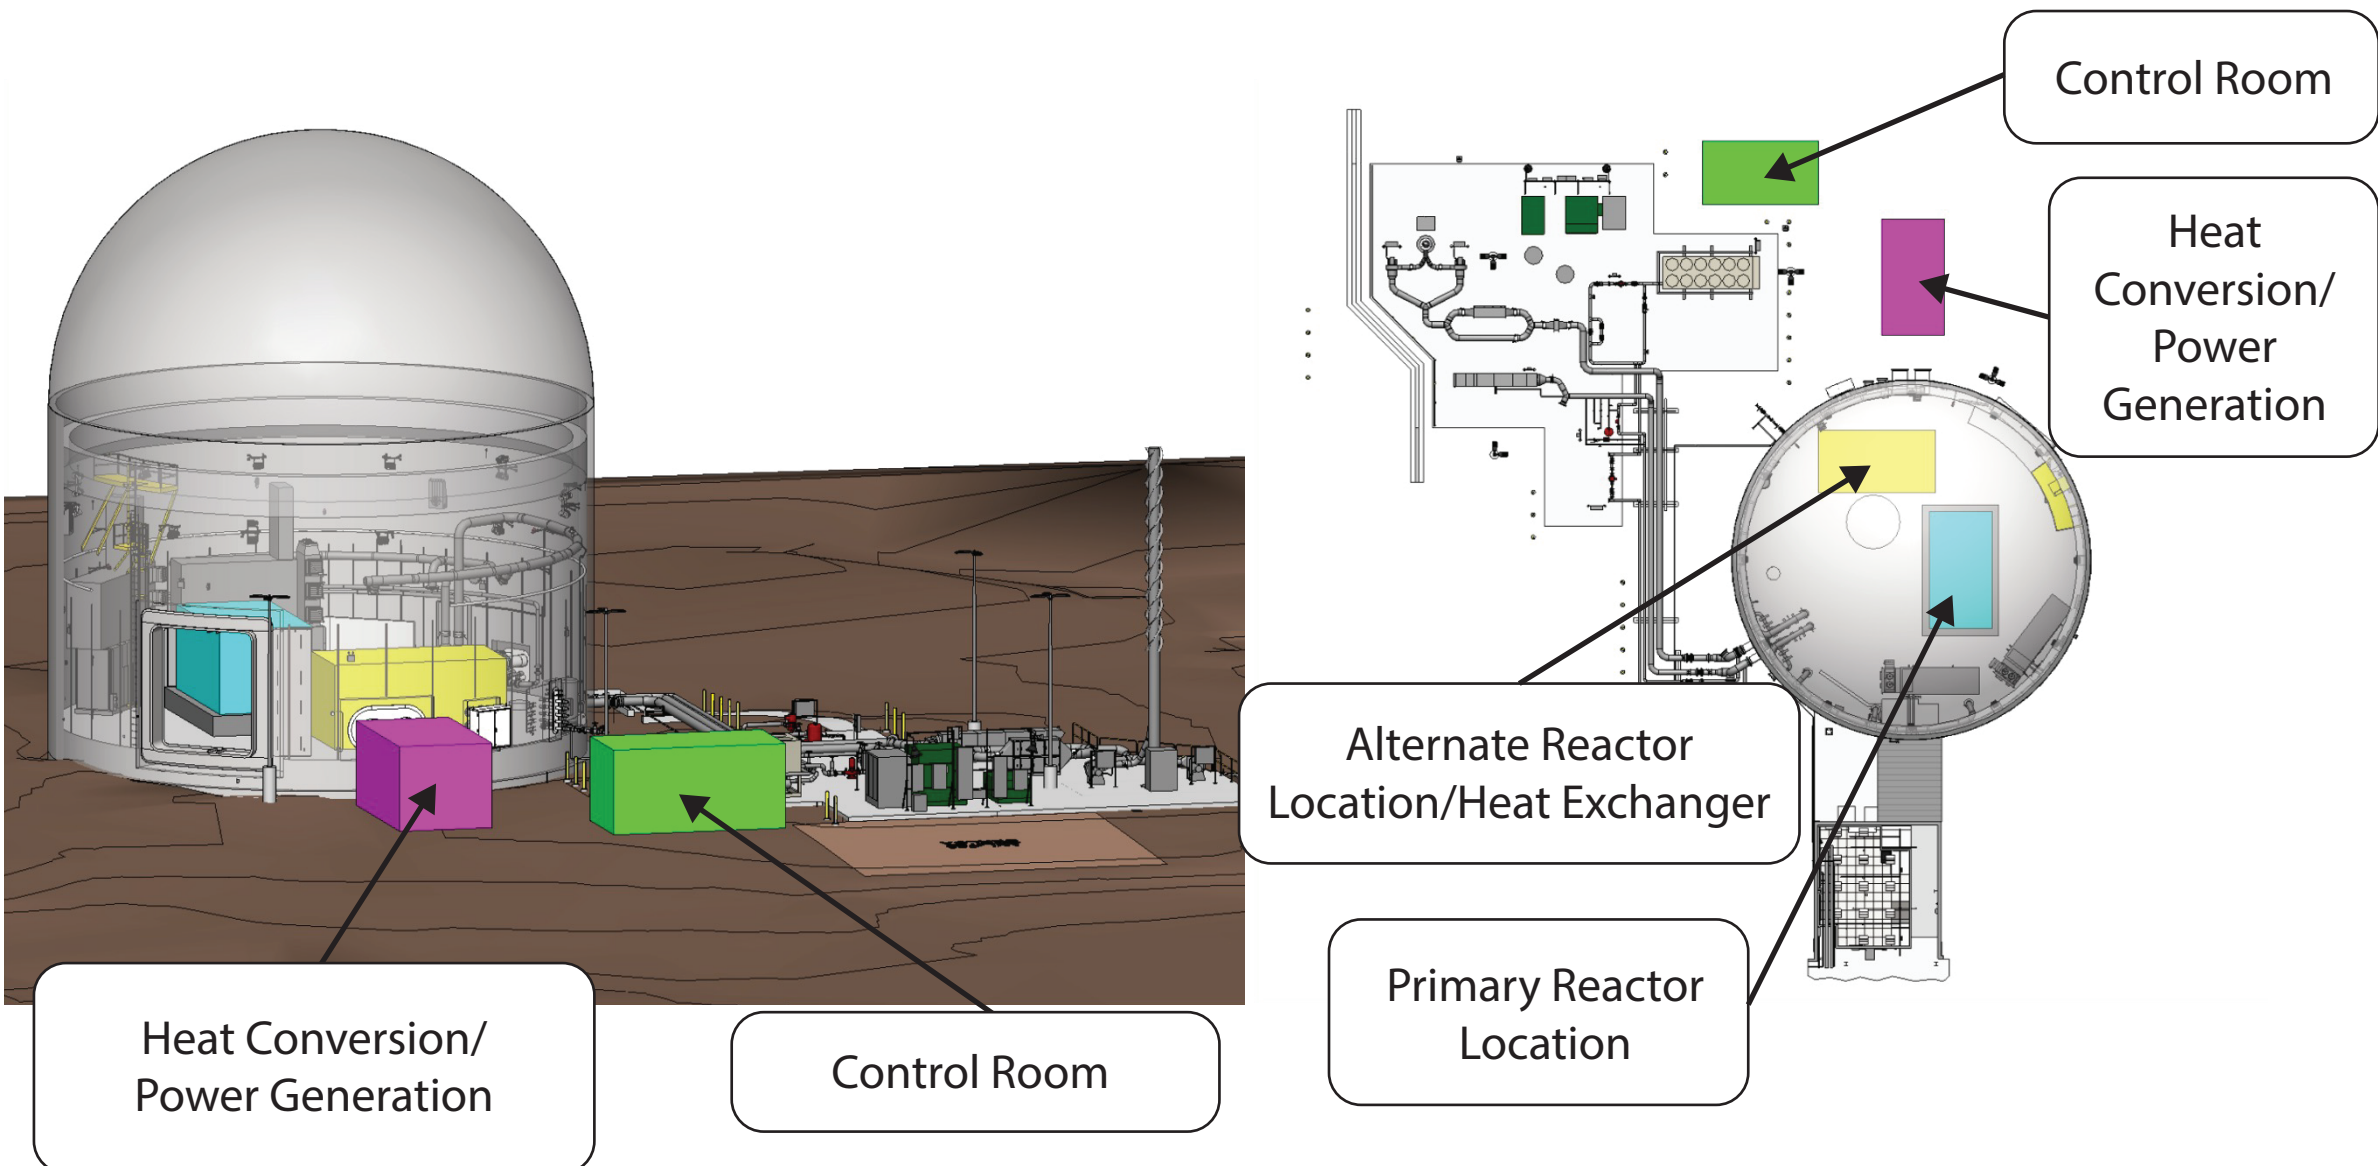 Control Room
Heat
Conversion/
Power
Generation
Alternate Reactor
Location/Heat Exchanger
Primary Reactor
Location
Heat Conversion/
Power Generation
Control Room